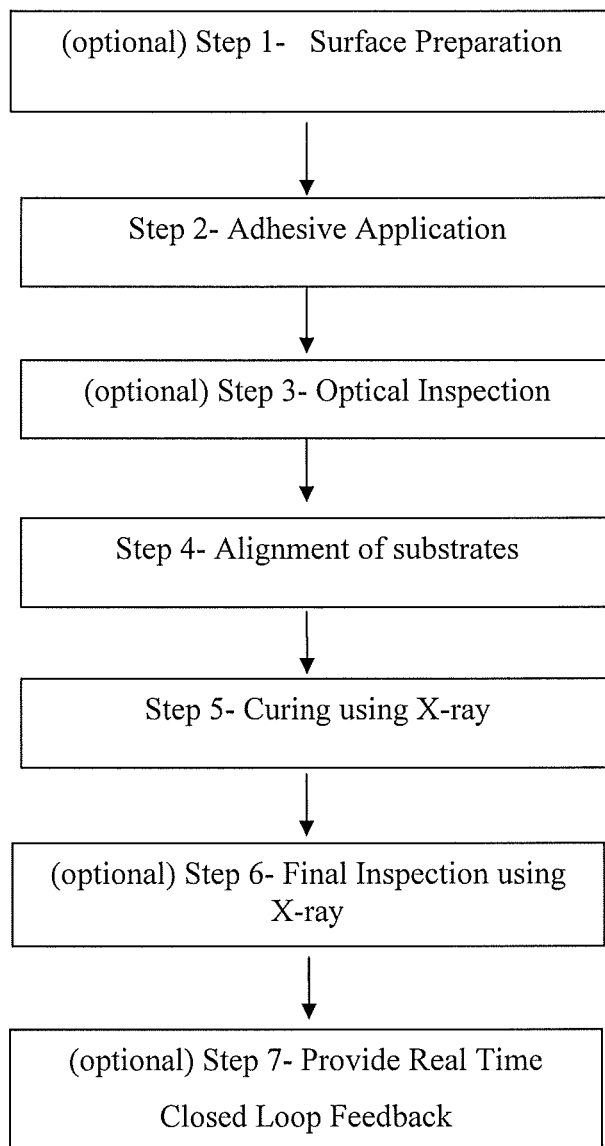 (optional) Step 1-   Surface Preparation
Step 2- Adhesive Application
(optional) Step 3- Optical Inspection
Step 4- Alignment of substrates
Step 5- Curing using X-ray
(optional) Step 6- Final Inspection using
X-ray
(optional) Step 7- Provide Real Time
Closed Loop Feedback